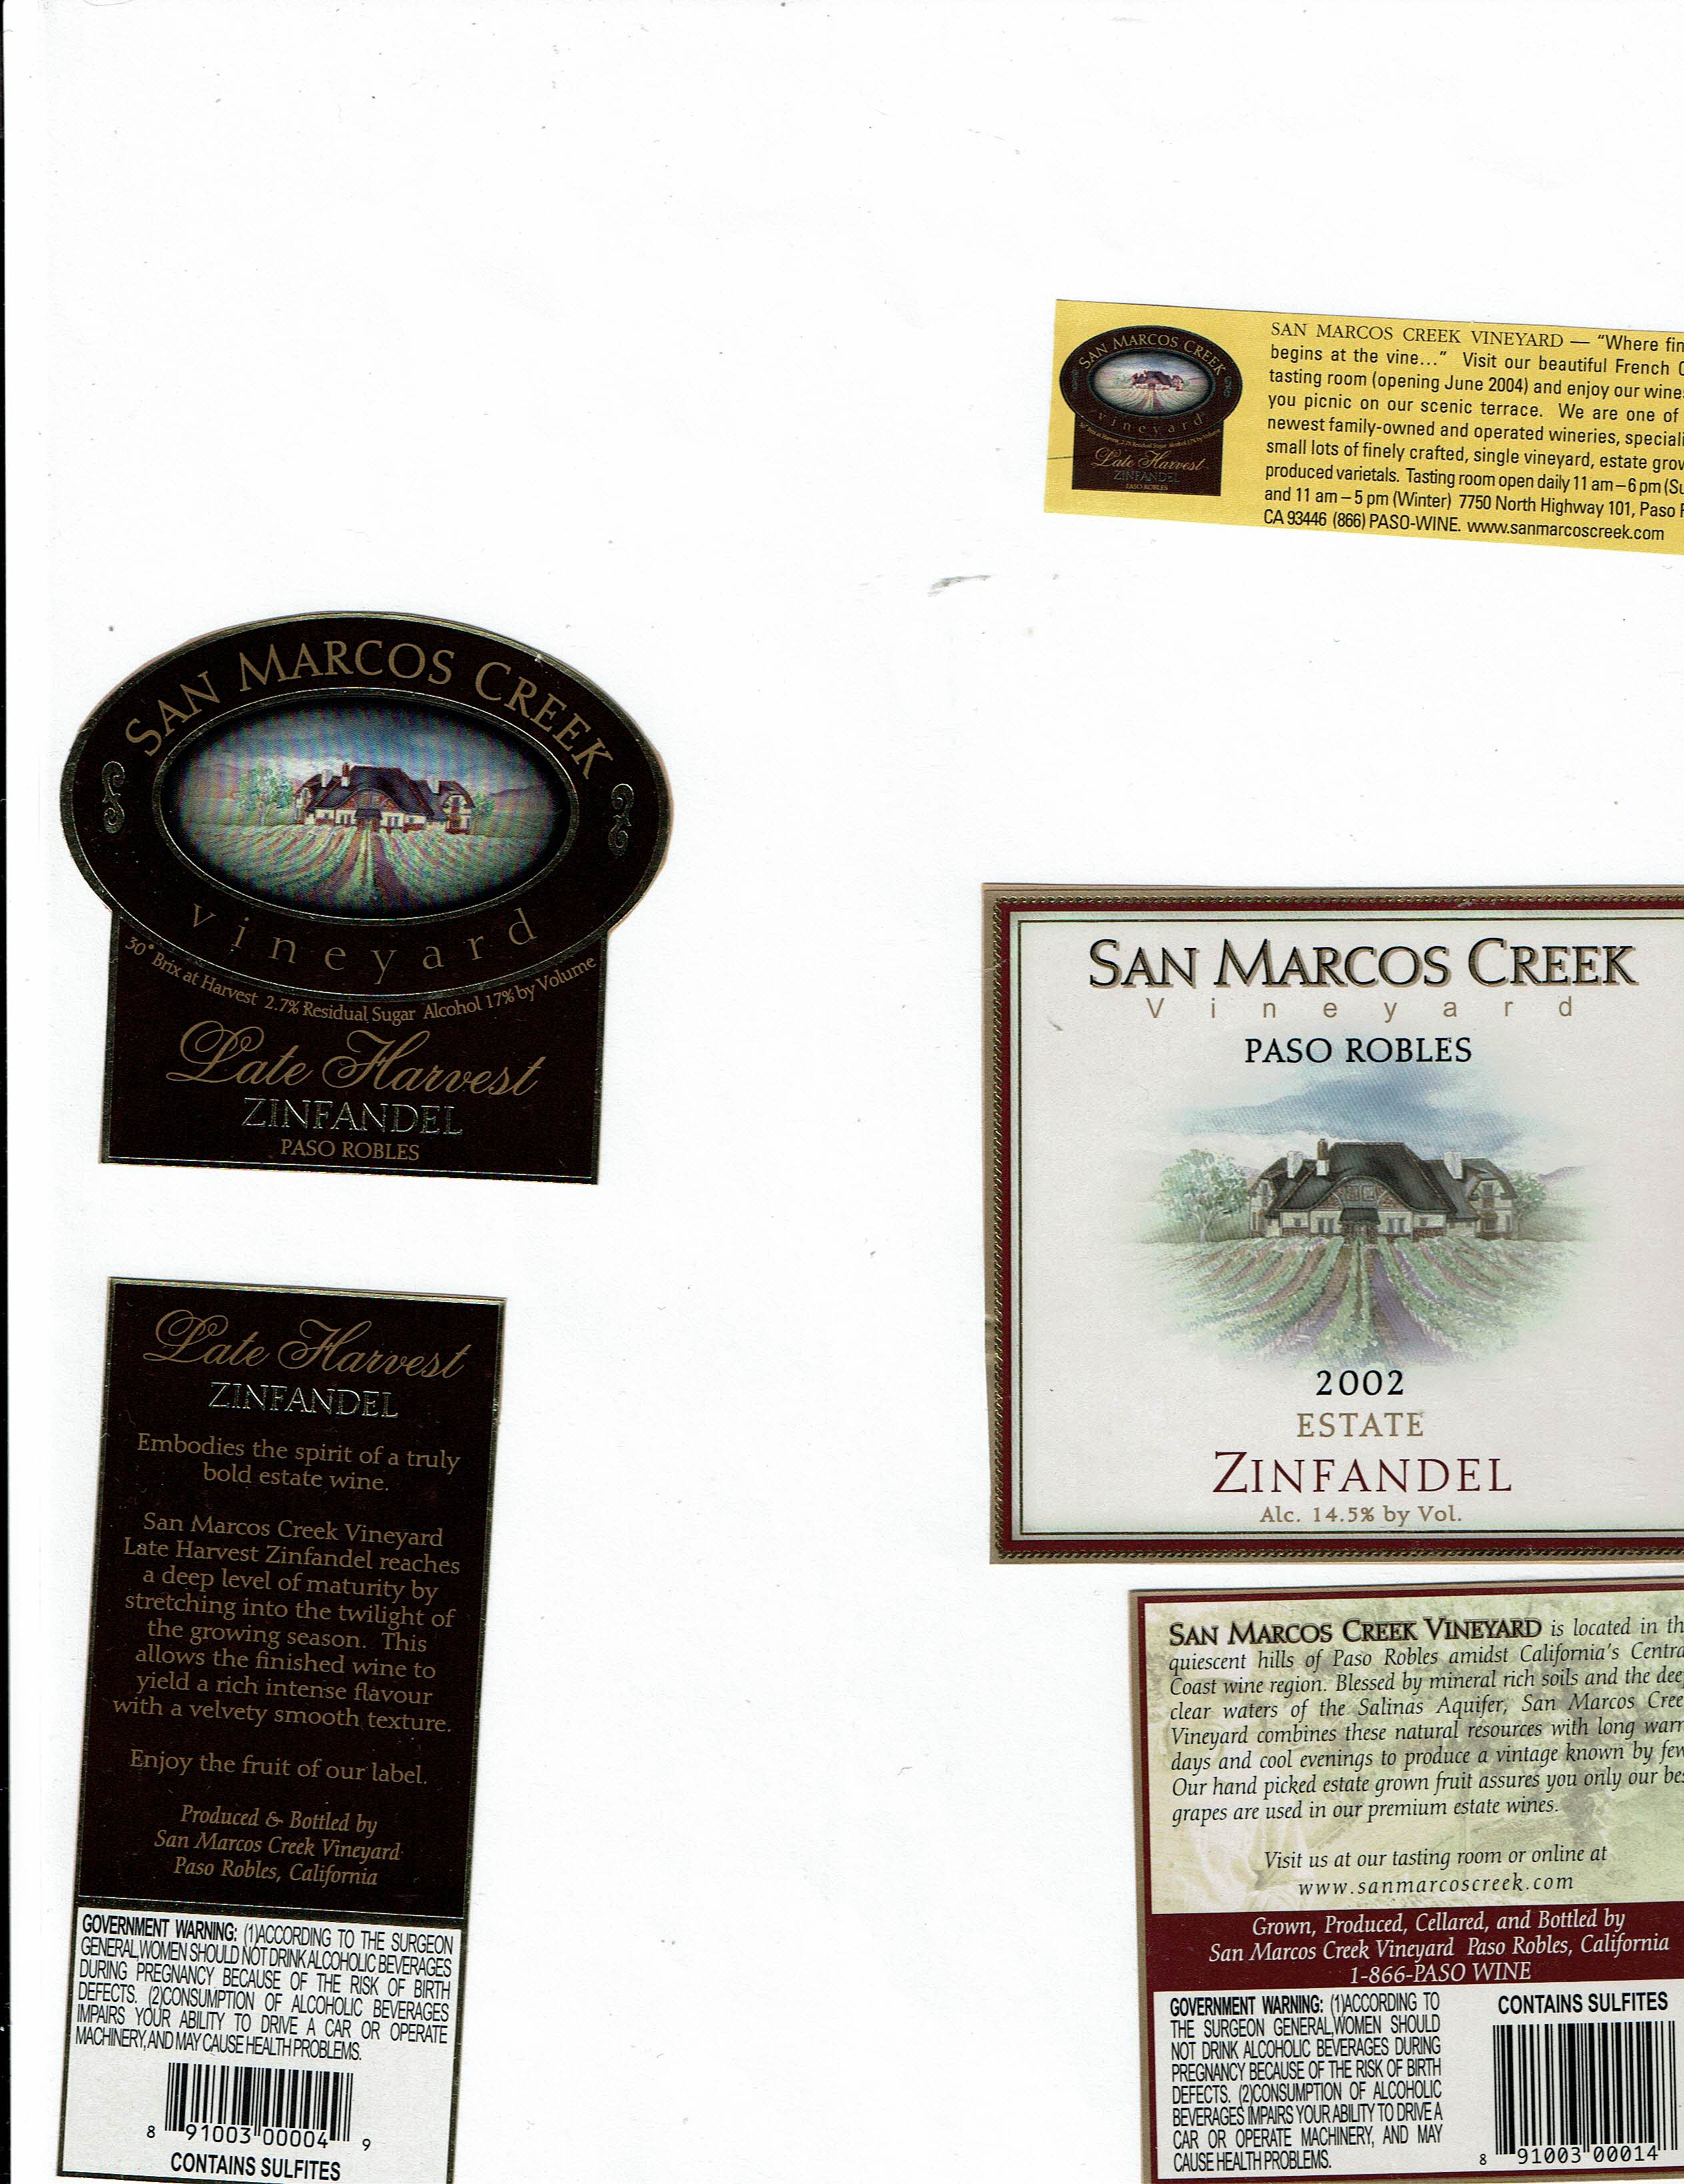 SAN MARCOS CREEK VINEYARD — “Where
begins at the vine...” Visit our beautiful French
tasting room (opening June 2004) and enjoy our
you picnic on our scenic terrace. We are one of
newest family-owned and operated wineries,
small lots of finely crafted, single vineyard, estate
produced varietals. Tasting room open daily 11 am–6 pm
and 11 am–5 pm (Winter) 7750 North Highway 101, Paso
CA 93446 (866) PASO-WINE. www.sanmarcoscreek.com
SAN MARCOS CREEK
vineyard
Late Harvest
ZINFANDEL
PASO ROBLES
SAN MARCOS CREEK
vineyard
30° Brix at Harvest 2.7% Residual Sugar Alcohol 17% by Volume
Late Harvest
ZINFANDEL
PASO ROBLES
Late Harvest
ZINFANDEL
Embodies the spirit of a truly
bold estate wine.
San Marcos Creek Vineyard
Late Harvest Zinfandel reaches
a deep level of maturity by
stretching into the twilight of
the growing season. This
allows the finished wine to
yield a rich intense flavour
with a velvety smooth texture.
Enjoy the fruit of our label.
Produced & Bottled by
San Marcos Creek Vineyard
Paso Robles, California
GOVERNMENT WARNING: (1)ACCORDING TO THE SURGEON
GENERAL,WOMEN SHOULD NOT DRINK ALCOHOLIC BEVERAGES
DURING PREGNANCY BECAUSE OF THE RISK OF BIRTH
DEFECTS. (2)CONSUMPTION OF ALCOHOLIC BEVERAGES
IMPAIRS YOUR ABILITY TO DRIVE A CAR OR OPERATE
MACHINERY,AND MAY CAUSE HEALTH PROBLEMS.
8 91003 00004 9
CONTAINS SULFITES
SAN MARCOS CREEK
Vineyard
PASO ROBLES
2002
ESTATE
ZINFANDEL
Alc. 14.5% by Vol.
SAN MARCOS CREEK VINEYARD is located in
quiescent hills of Paso Robles amidst California's
Coast wine region. Blessed by mineral rich soils and the
clear waters of the Salinas Aquifer, San Marcos
Vineyard combines these natural resources with long
days and cool evenings to produce a vintage known by
Our hand picked estate grown fruit assures you only our
grapes are used in our premium estate wines.
Visit us at our tasting room or online at
www.sanmarcoscreek.com
Grown, Produced, Cellared, and Bottled by
San Marcos Creek Vineyard Paso Robles, California
1-866-PASO WINE
GOVERNMENT WARNING: (1)ACCORDING TO
THE SURGEON GENERAL,WOMEN SHOULD
NOT DRINK ALCOHOLIC BEVERAGES DURING
PREGNANCY BECAUSE OF THE RISK OF BIRTH
DEFECTS. (2)CONSUMPTION OF ALCOHOLIC
BEVERAGES IMPAIRS YOUR ABILITY TO DRIVE A
CAR OR OPERATE MACHINERY, AND MAY
CAUSE HEALTH PROBLEMS.
CONTAINS SULFITES
8 91003 00014